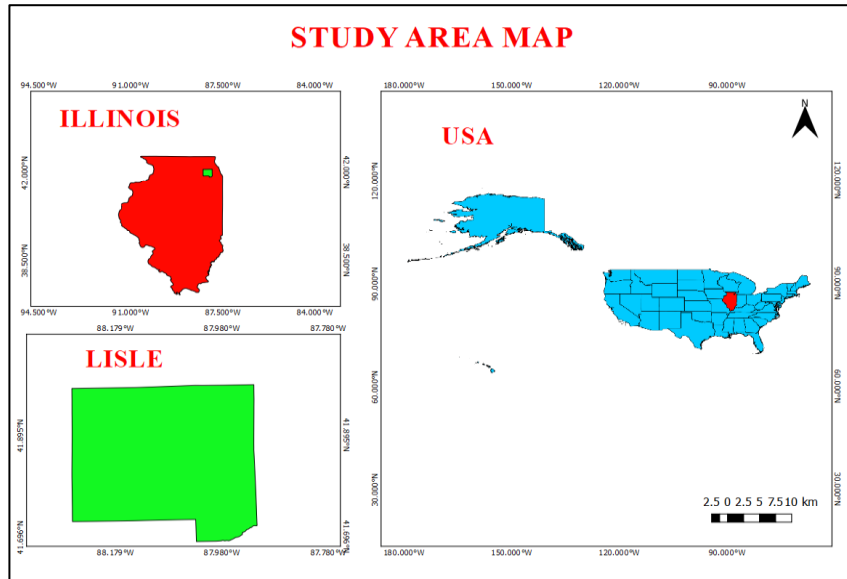 STUDY AREA MAP
94.500°W 91.000°W 87.500°W 84.000°W
ILLINOIS
42.000°N 42.000°N
38.500°N 38.500°N
94.500°W 91.000°W 87.500°W 84.000°W
88.179°W 87.980°W 87.780°W
LISLE
41.895°N 41.895°N
41.696°N 41.696°N
88.179°W 87.980°W 87.780°W
180.000°W 150.000°W 120.000°W 90.000°W
N
USA
120.000°N 120.000°N
90.000°N 90.000°N
60.000°N 60.000°N
30.000°N 30.000°N
2.5 0 2.5 5 7.5 10 km
180.000°W 150.000°W 120.000°W 90.000°W